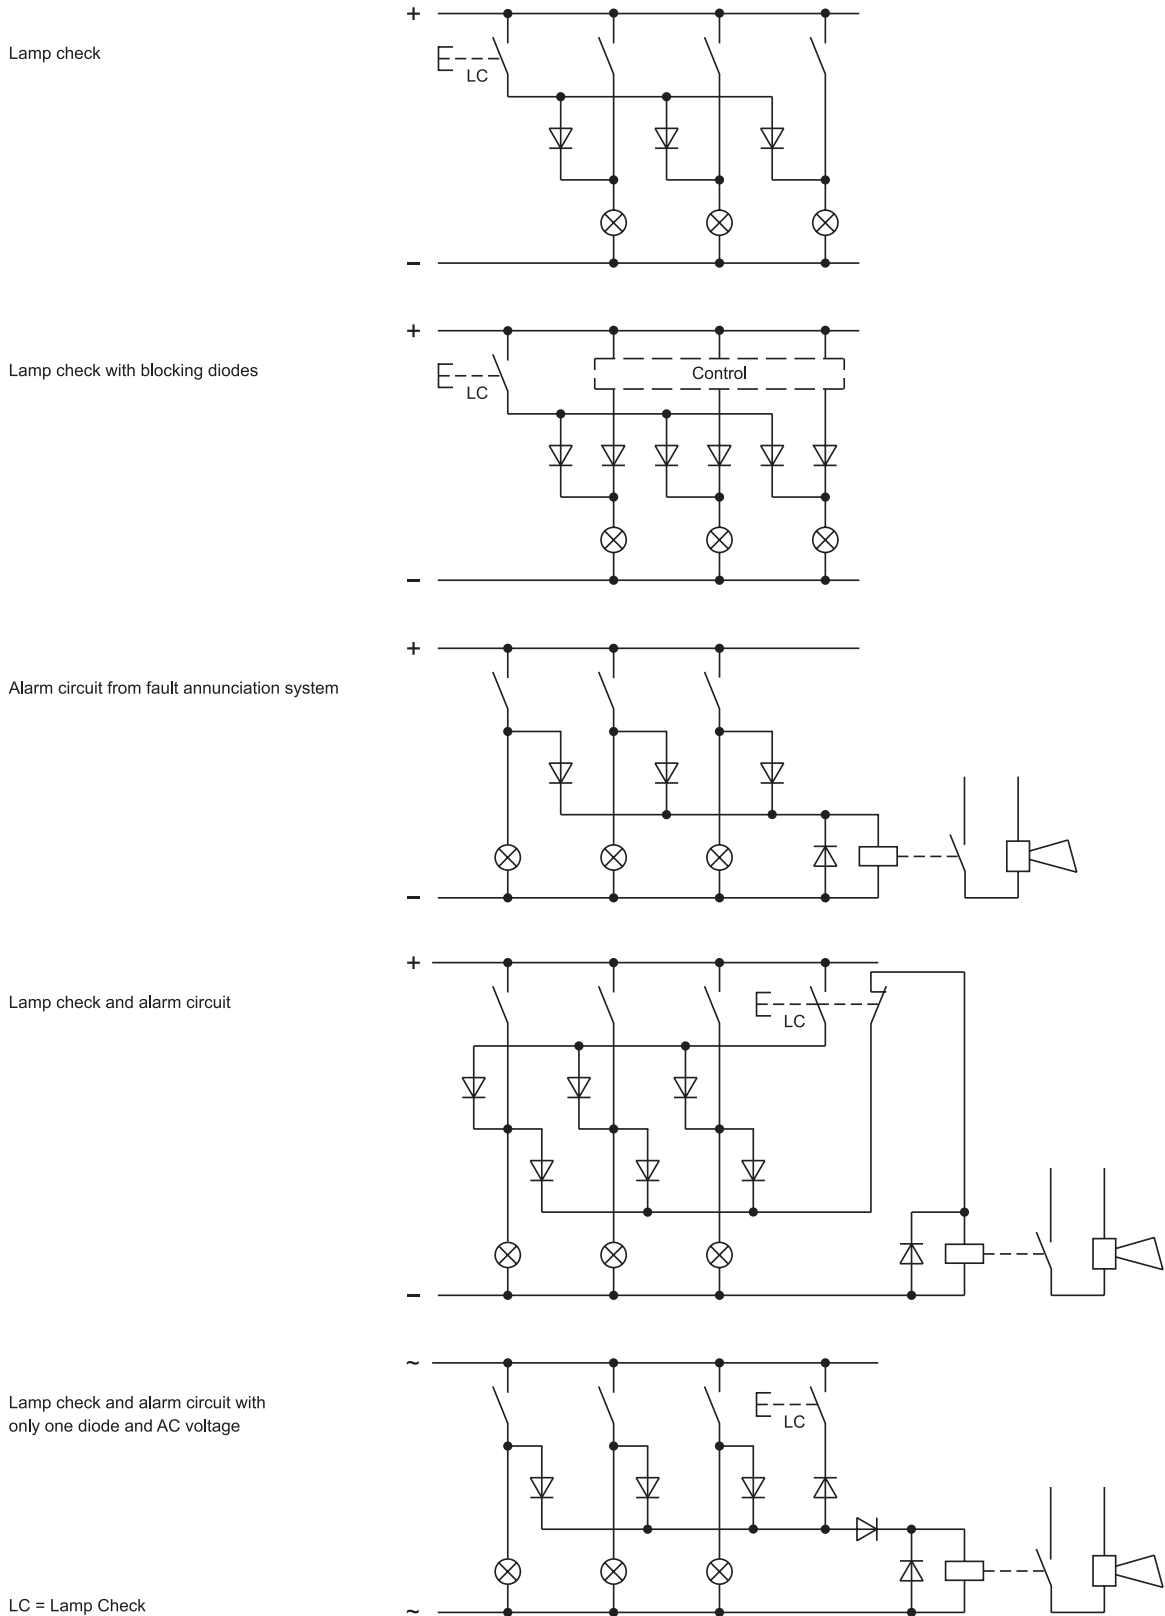 +
Lamp check
LC
−
+
Lamp check with blocking diodes
Control
LC
−
+
Alarm circuit from fault annunciation system
−
+
Lamp check and alarm circuit
LC
−
~
Lamp check and alarm circuit with
only one diode and AC voltage
LC
LC = Lamp Check
~